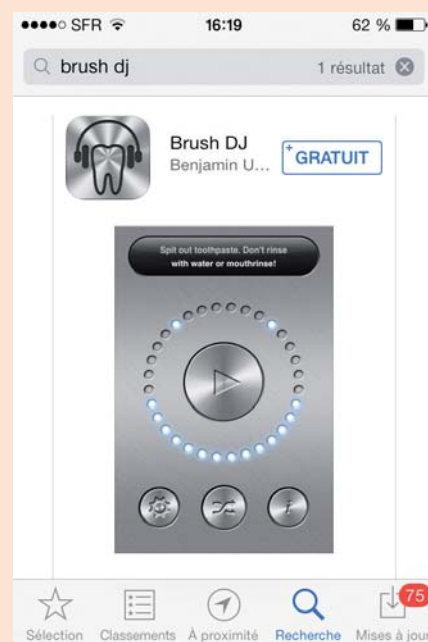 SFR 16:19 62 %
brush dj 1 résultat
Brush DJ
Benjamin U...
+GRATUIT
Spit out toothpaste. Don't rinse
with water or mouthrinse!
i
75
Sélection Classements À proximité Recherche Mises à jour